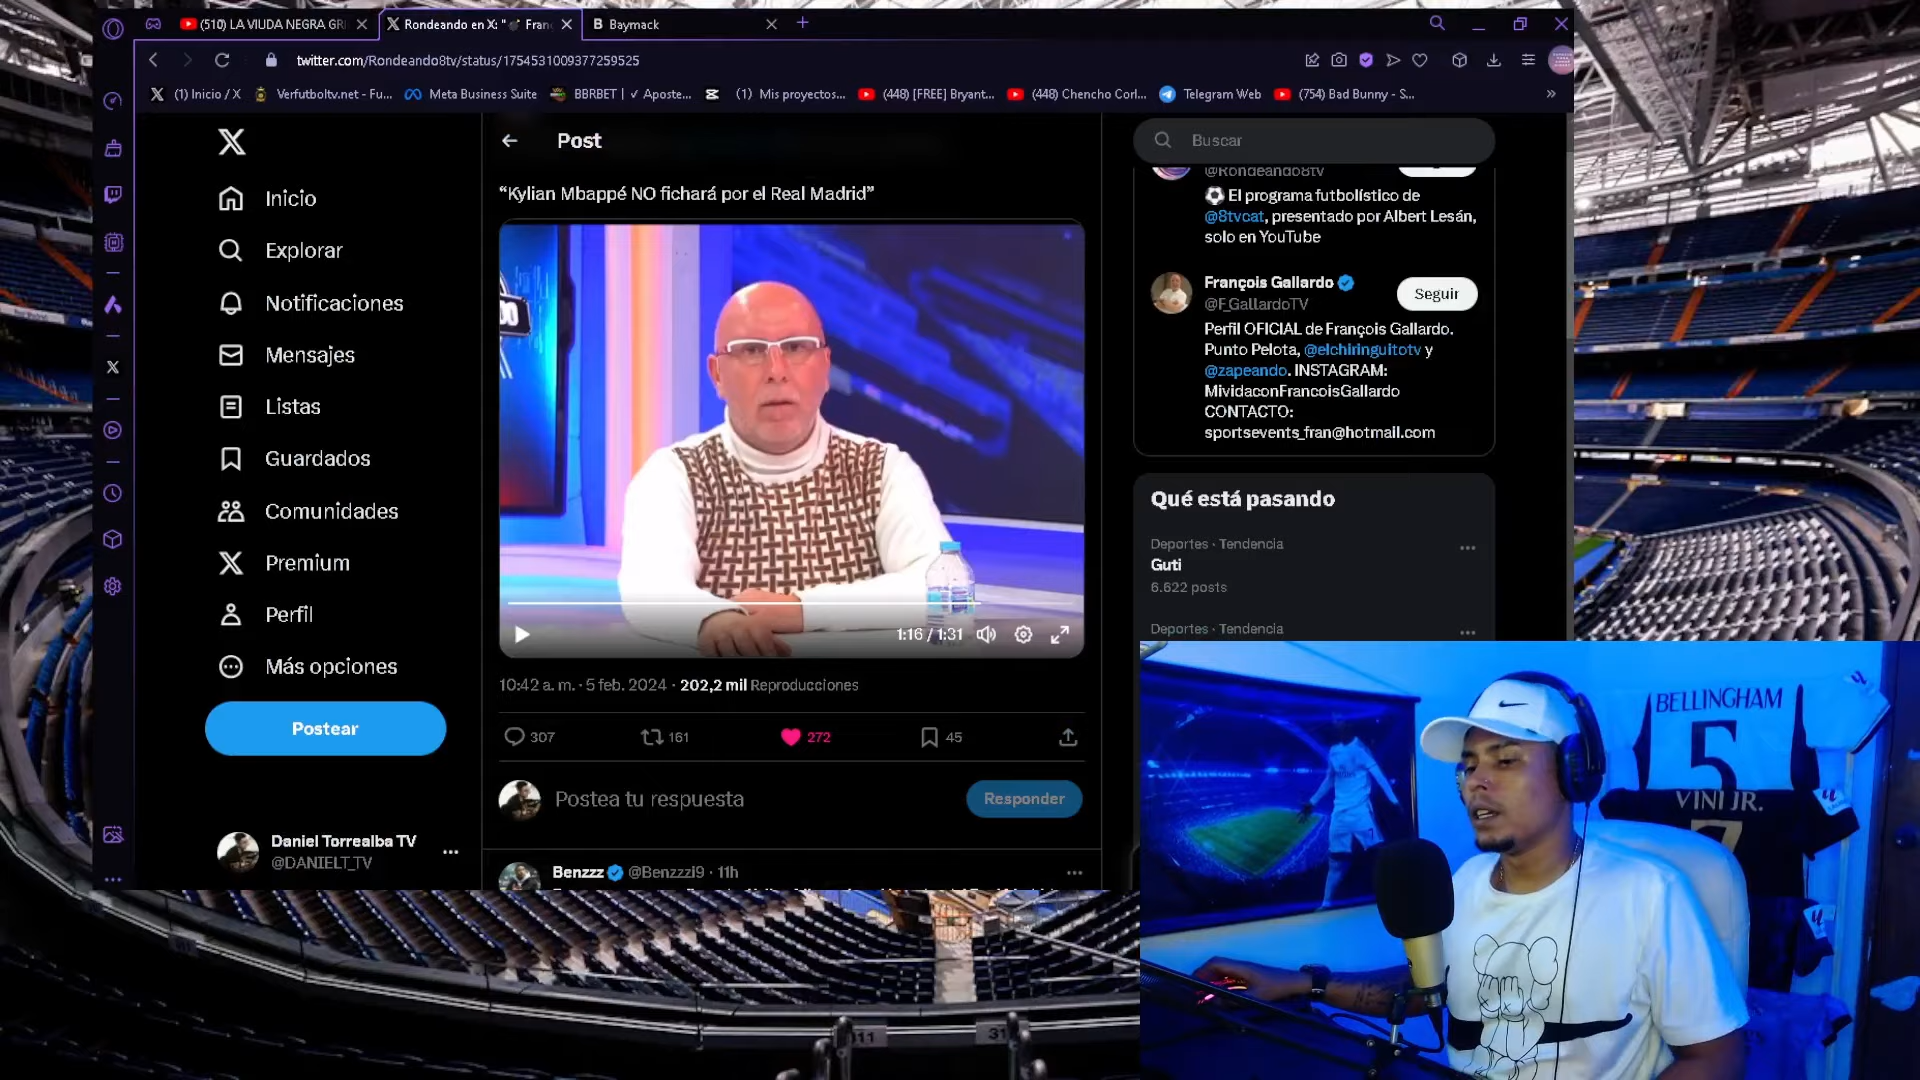 (510) LA VIUDA NEGRA GR
Rondeando en X: "
Fran
Baymack
twitter.com/Rondeando8tv/status/1754531009377259525
(1) Inicio / X
Verfutboltv.net - Fu...
Meta Business Suite
BBRBET | ✓ Aposte...
(1) Mis proyectos...
(448) [FREE] Bryant...
(448) Chencho Corl...
Telegram Web
(754) Bad Bunny - S...
»
Post
Buscar
“Kylian Mbappé NO fichará por el Real Madrid”
Inicio
Explorar
Notificaciones
Mensajes
Listas
Guardados
Comunidades
Premium
Perfil
Más opciones
Postear
Daniel Torrealba TV
@DANIELT_TV
1:16 / 1:31
10:42 a. m. · 5 feb. 2024 · 202,2 mil Reproducciones
307
161
272
45
Postea tu respuesta
Responder
Benzzz @Benzzzi9 · 11h
@Rondeando8tv
El programa futbolístico de
@8tvcat, presentado por Albert Lesán,
solo en YouTube
François Gallardo
@F_GallardoTV
Seguir
Perfil OFICIAL de François Gallardo.
Punto Pelota, @elchiringuitotv y
@zapeando. INSTAGRAM:
MividaconFrancoisGallardo
CONTACTO:
sportsevents_fran@hotmail.com
Qué está pasando
Deportes · Tendencia
Guti
6.622 posts
Deportes · Tendencia
BELLINGHAM
5
VINI JR.
7